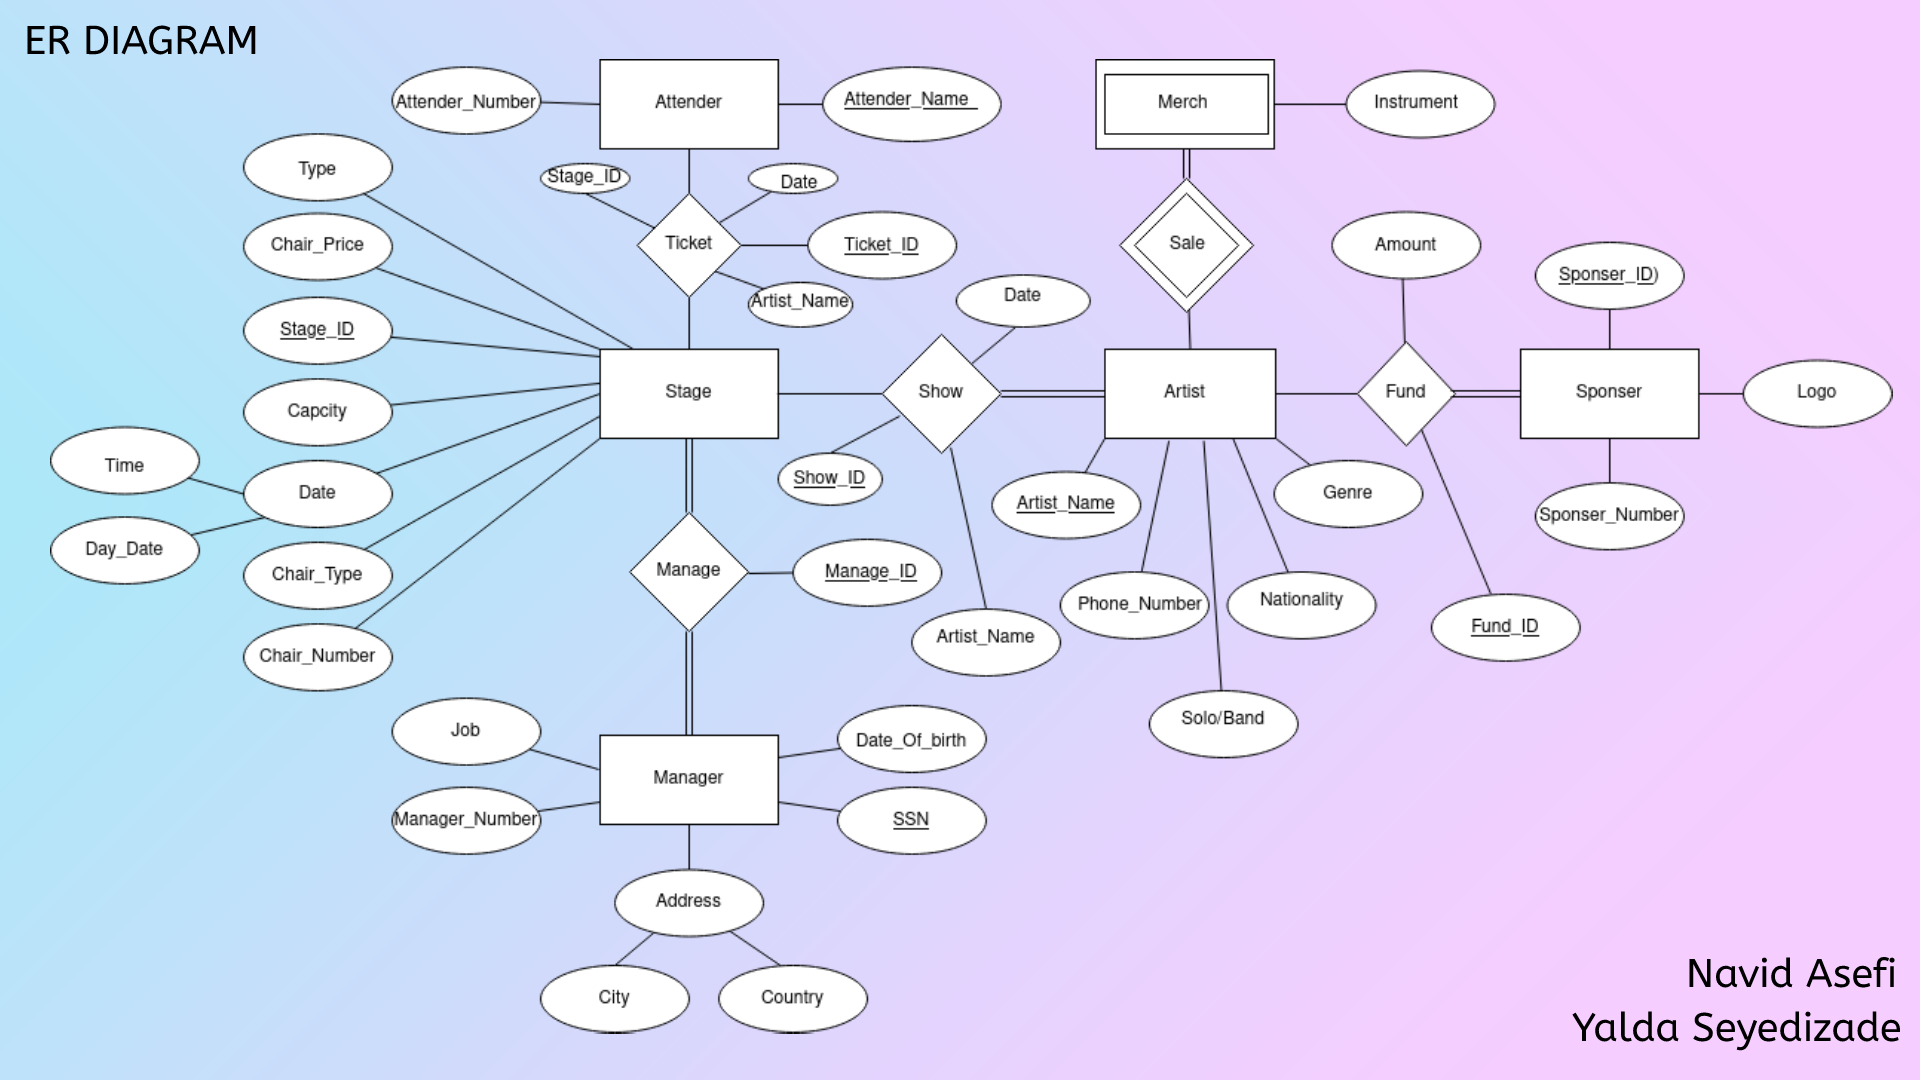 ER DIAGRAM
Attender_Number
Attender
Attender_Name
Merch
Instrument
Type
Stage_ID
Date
Chair_Price
Ticket
Ticket_ID
Sale
Amount
Sponser_ID)
Artist_Name
Date
Stage_ID
Stage
Show
Artist
Fund
Sponser
Logo
Capcity
Time
Date
Show_ID
Artist_Name
Genre
Sponser_Number
Day_Date
Chair_Type
Manage
Manage_ID
Phone_Number
Nationality
Fund_ID
Chair_Number
Artist_Name
Solo/Band
Job
Date_Of_birth
Manager
Manager_Number
SSN
Address
City
Country
Navid Asefi
Yalda Seyedizade